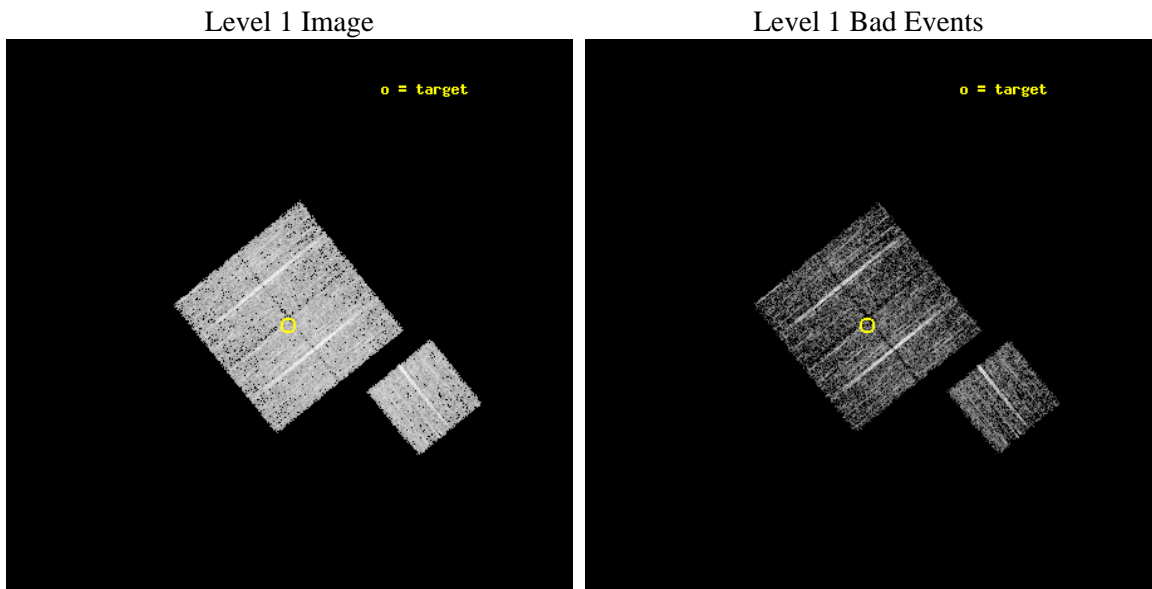 Level 1 Image
Level 1 Bad Events
o = target
o = target